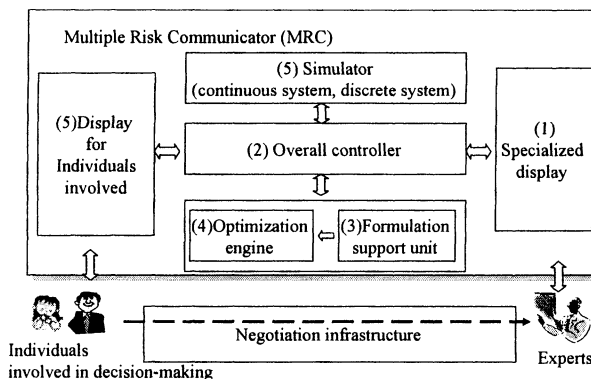 Multiple Risk Communicator (MRC)
(5) Simulator
(continuous system, discrete system)
(5)Display
for
Individuals
involved
(2) Overall controller
(1)
Specialized
display
(4)Optimization
engine
(3)Formulation
support unit
Negotiation infrastructure
Individuals
involved in decision-making
Experts